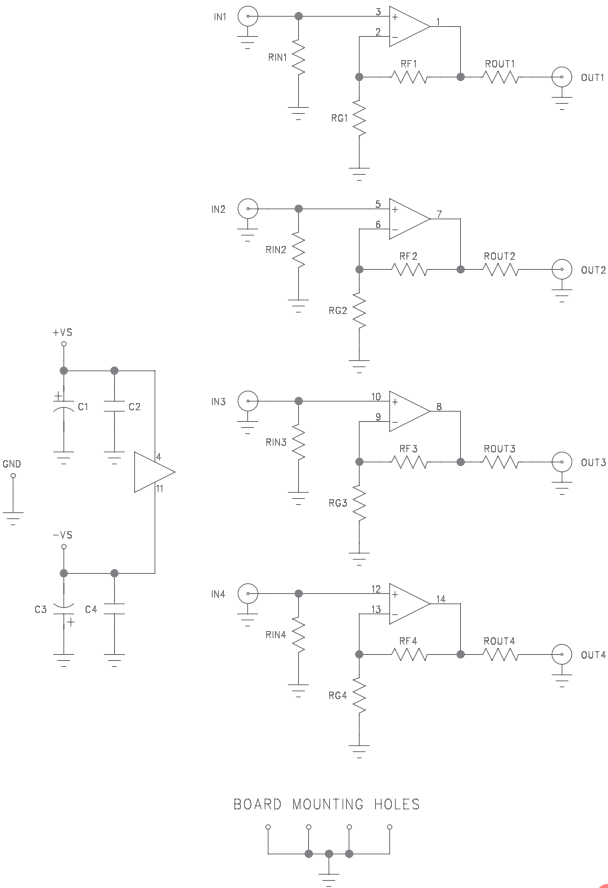 IN1
3
+
1
2
−
RIN1
RF1
ROUT1
OUT1
RG1
IN2
5
+
7
6
−
RIN2
RF2
ROUT2
OUT2
RG2
+VS
+
C1
C2
4
11
GND
-VS
C3
+
C4
IN3
10
+
8
9
−
RIN3
RF3
ROUT3
OUT3
RG3
IN4
12
+
14
13
−
RIN4
RF4
ROUT4
OUT4
RG4
BOARD MOUNTING HOLES